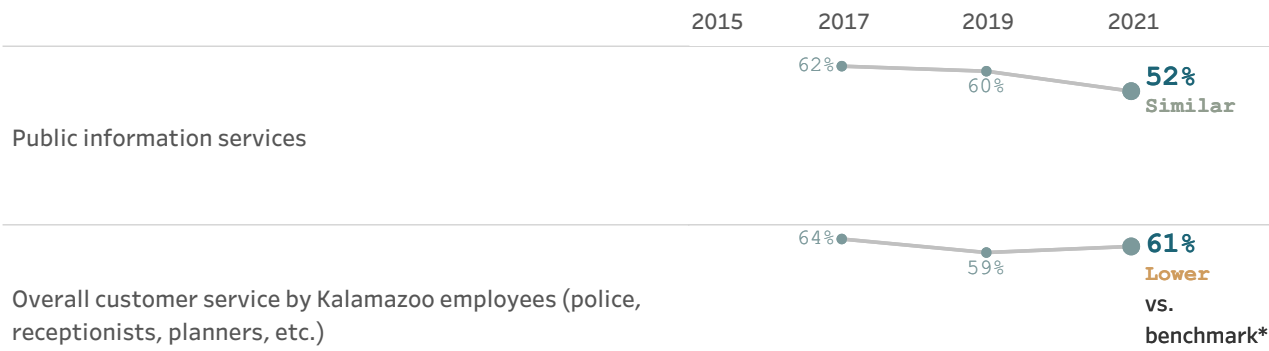 2015 2017 2019 2021
62%
60%
52%
Similar
Public information services
64%
59%
61%
Lower
vs.
benchmark*
Overall customer service by Kalamazoo employees (police,
receptionists, planners, etc.)